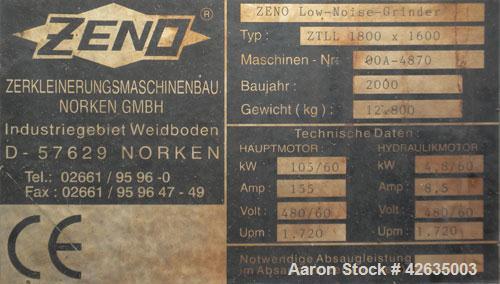 ZENO ®
ZERKLEINERUNGSMASCHINENBAU
NORKEN GMBH
Industriegebiet Weidboden
D- 57629 NORKEN
Tel.: 02661 / 95 96 -0
Fax : 02661 / 95 96 47 - 49
CE
ZENO Low-Noise-Grinder
Typ : ZTLL 1800 x 1600
Maschinen - Nr. 00A-4870
Baujahr: 2000
Gewicht ( kg ) : 12.800
Technische Daten :
HAUPTMOTOR : HYDRAULIKMOTOR
kW : 105/60 kW : 4,8/60
Amp : 155 Amp : 8,5
Volt : 480/60 Volt : 480/60
Upm : 1.720 Upm : 1.720
Notwendige Absaugleistung
im Absau
Aaron Stock # 42635003